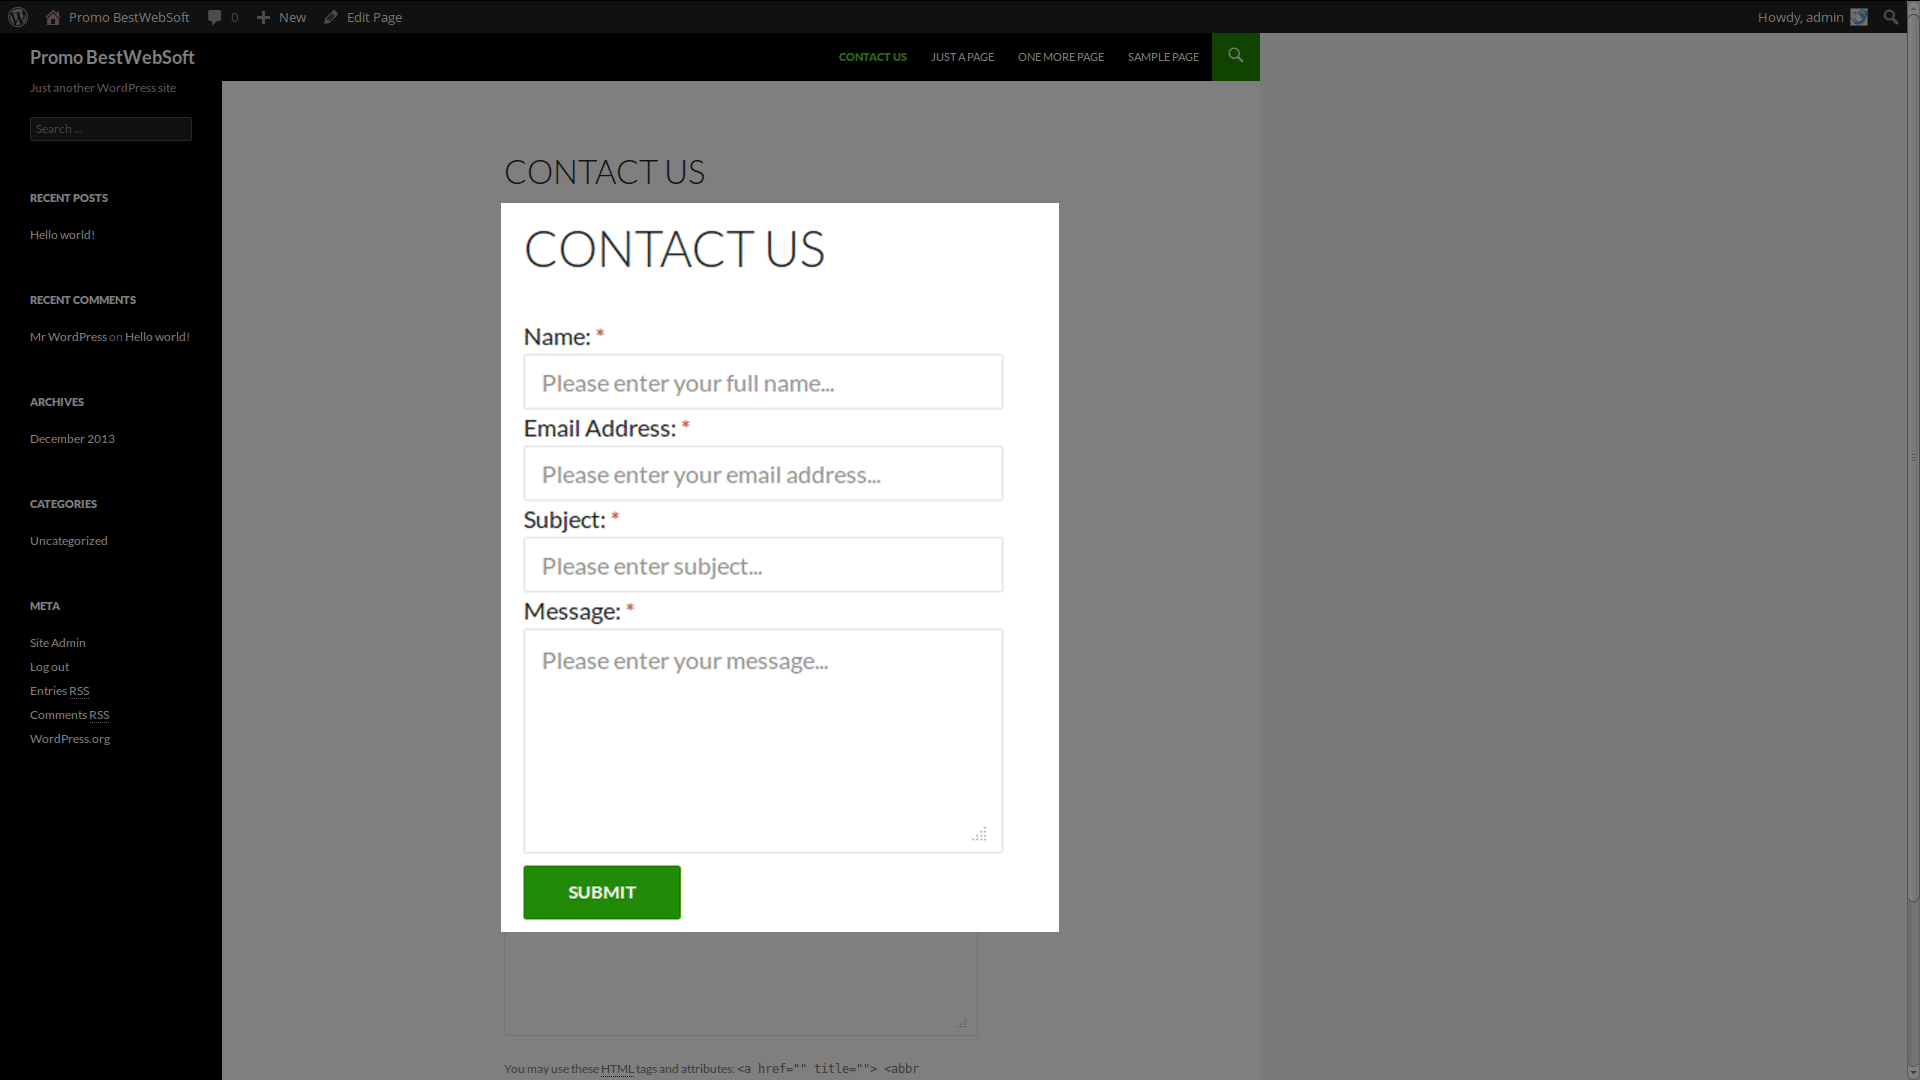 Promo BestWebSoft 0 New Edit Page Howdy, admin
Promo BestWebSoft
Just another WordPress site
CONTACT US JUST A PAGE ONE MORE PAGE SAMPLE PAGE
Search ...
RECENT POSTS
Hello world!
RECENT COMMENTS
Mr WordPress on Hello world!
ARCHIVES
December 2013
CATEGORIES
Uncategorized
META
Site Admin
Log out
Entries RSS
Comments RSS
WordPress.org
CONTACT US
CONTACT US
Name: *
Please enter your full name...
Email Address: *
Please enter your email address...
Subject: *
Please enter subject...
Message: *
Please enter your message...
SUBMIT
You may use these HTML tags and attributes: <a href="" title=""> <abbr